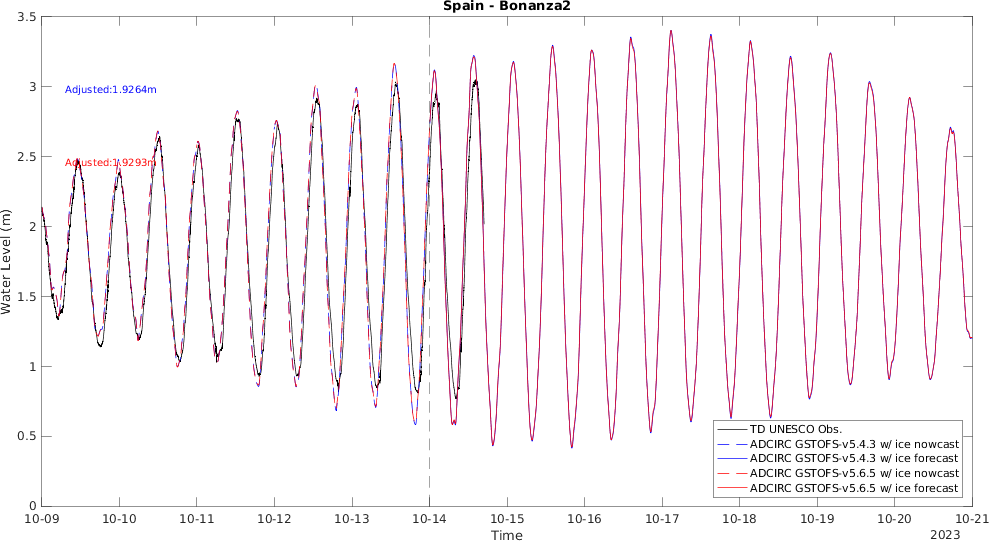 Spain - Bonanza2
3.5
3
2.5
2
1.5
1
0.5
0
Water Level (m)
Adjusted:1.9264m
Adjusted:1.9293m
TD UNESCO Obs.
ADCIRC GSTOFS-v5.4.3 w/ ice nowcast
ADCIRC GSTOFS-v5.4.3 w/ ice forecast
ADCIRC GSTOFS-v5.6.5 w/ ice nowcast
ADCIRC GSTOFS-v5.6.5 w/ ice forecast
10-09 10-10 10-11 10-12 10-13 10-14 10-15 10-16 10-17 10-18 10-19 10-20 10-21
Time
2023